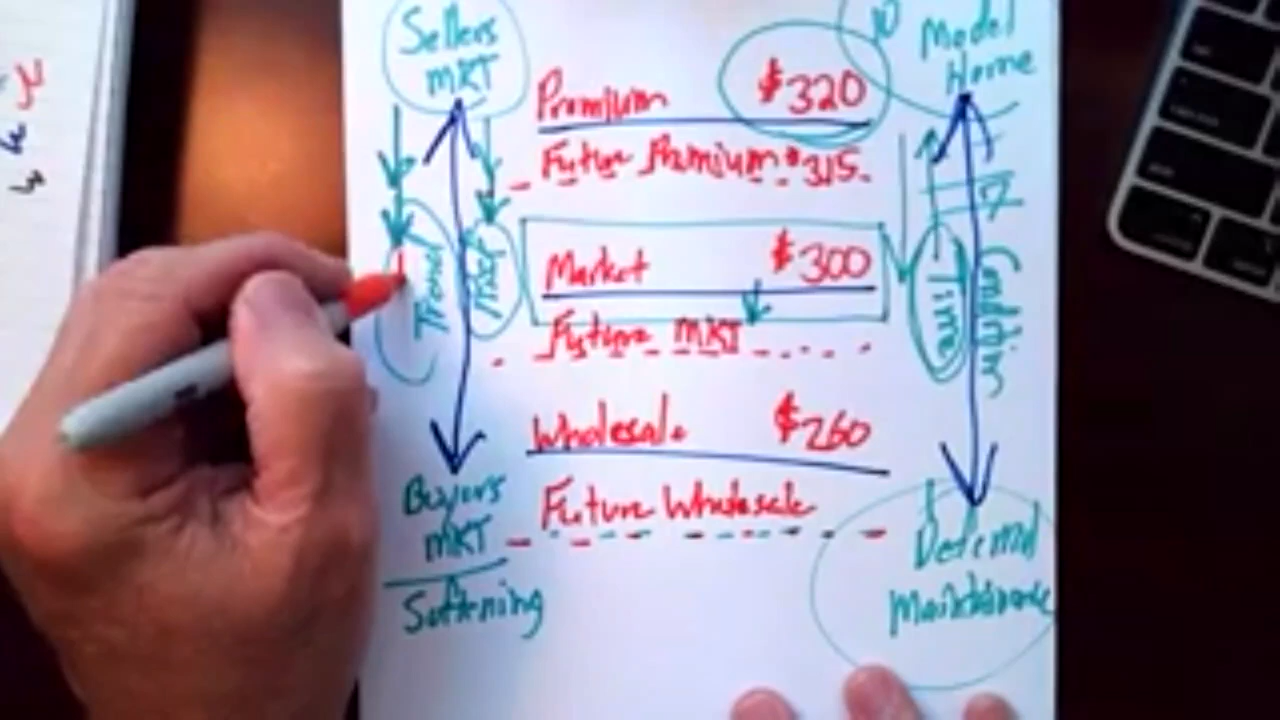 Sellers
MKT
Premium $320
10
Model
Home
Future Premium $315
Market $300
Trend
Time
Condition
Future MKT
Wholesale $260
Buyers
MKT
Softening
Future Wholesale
Deferred
Maintenance